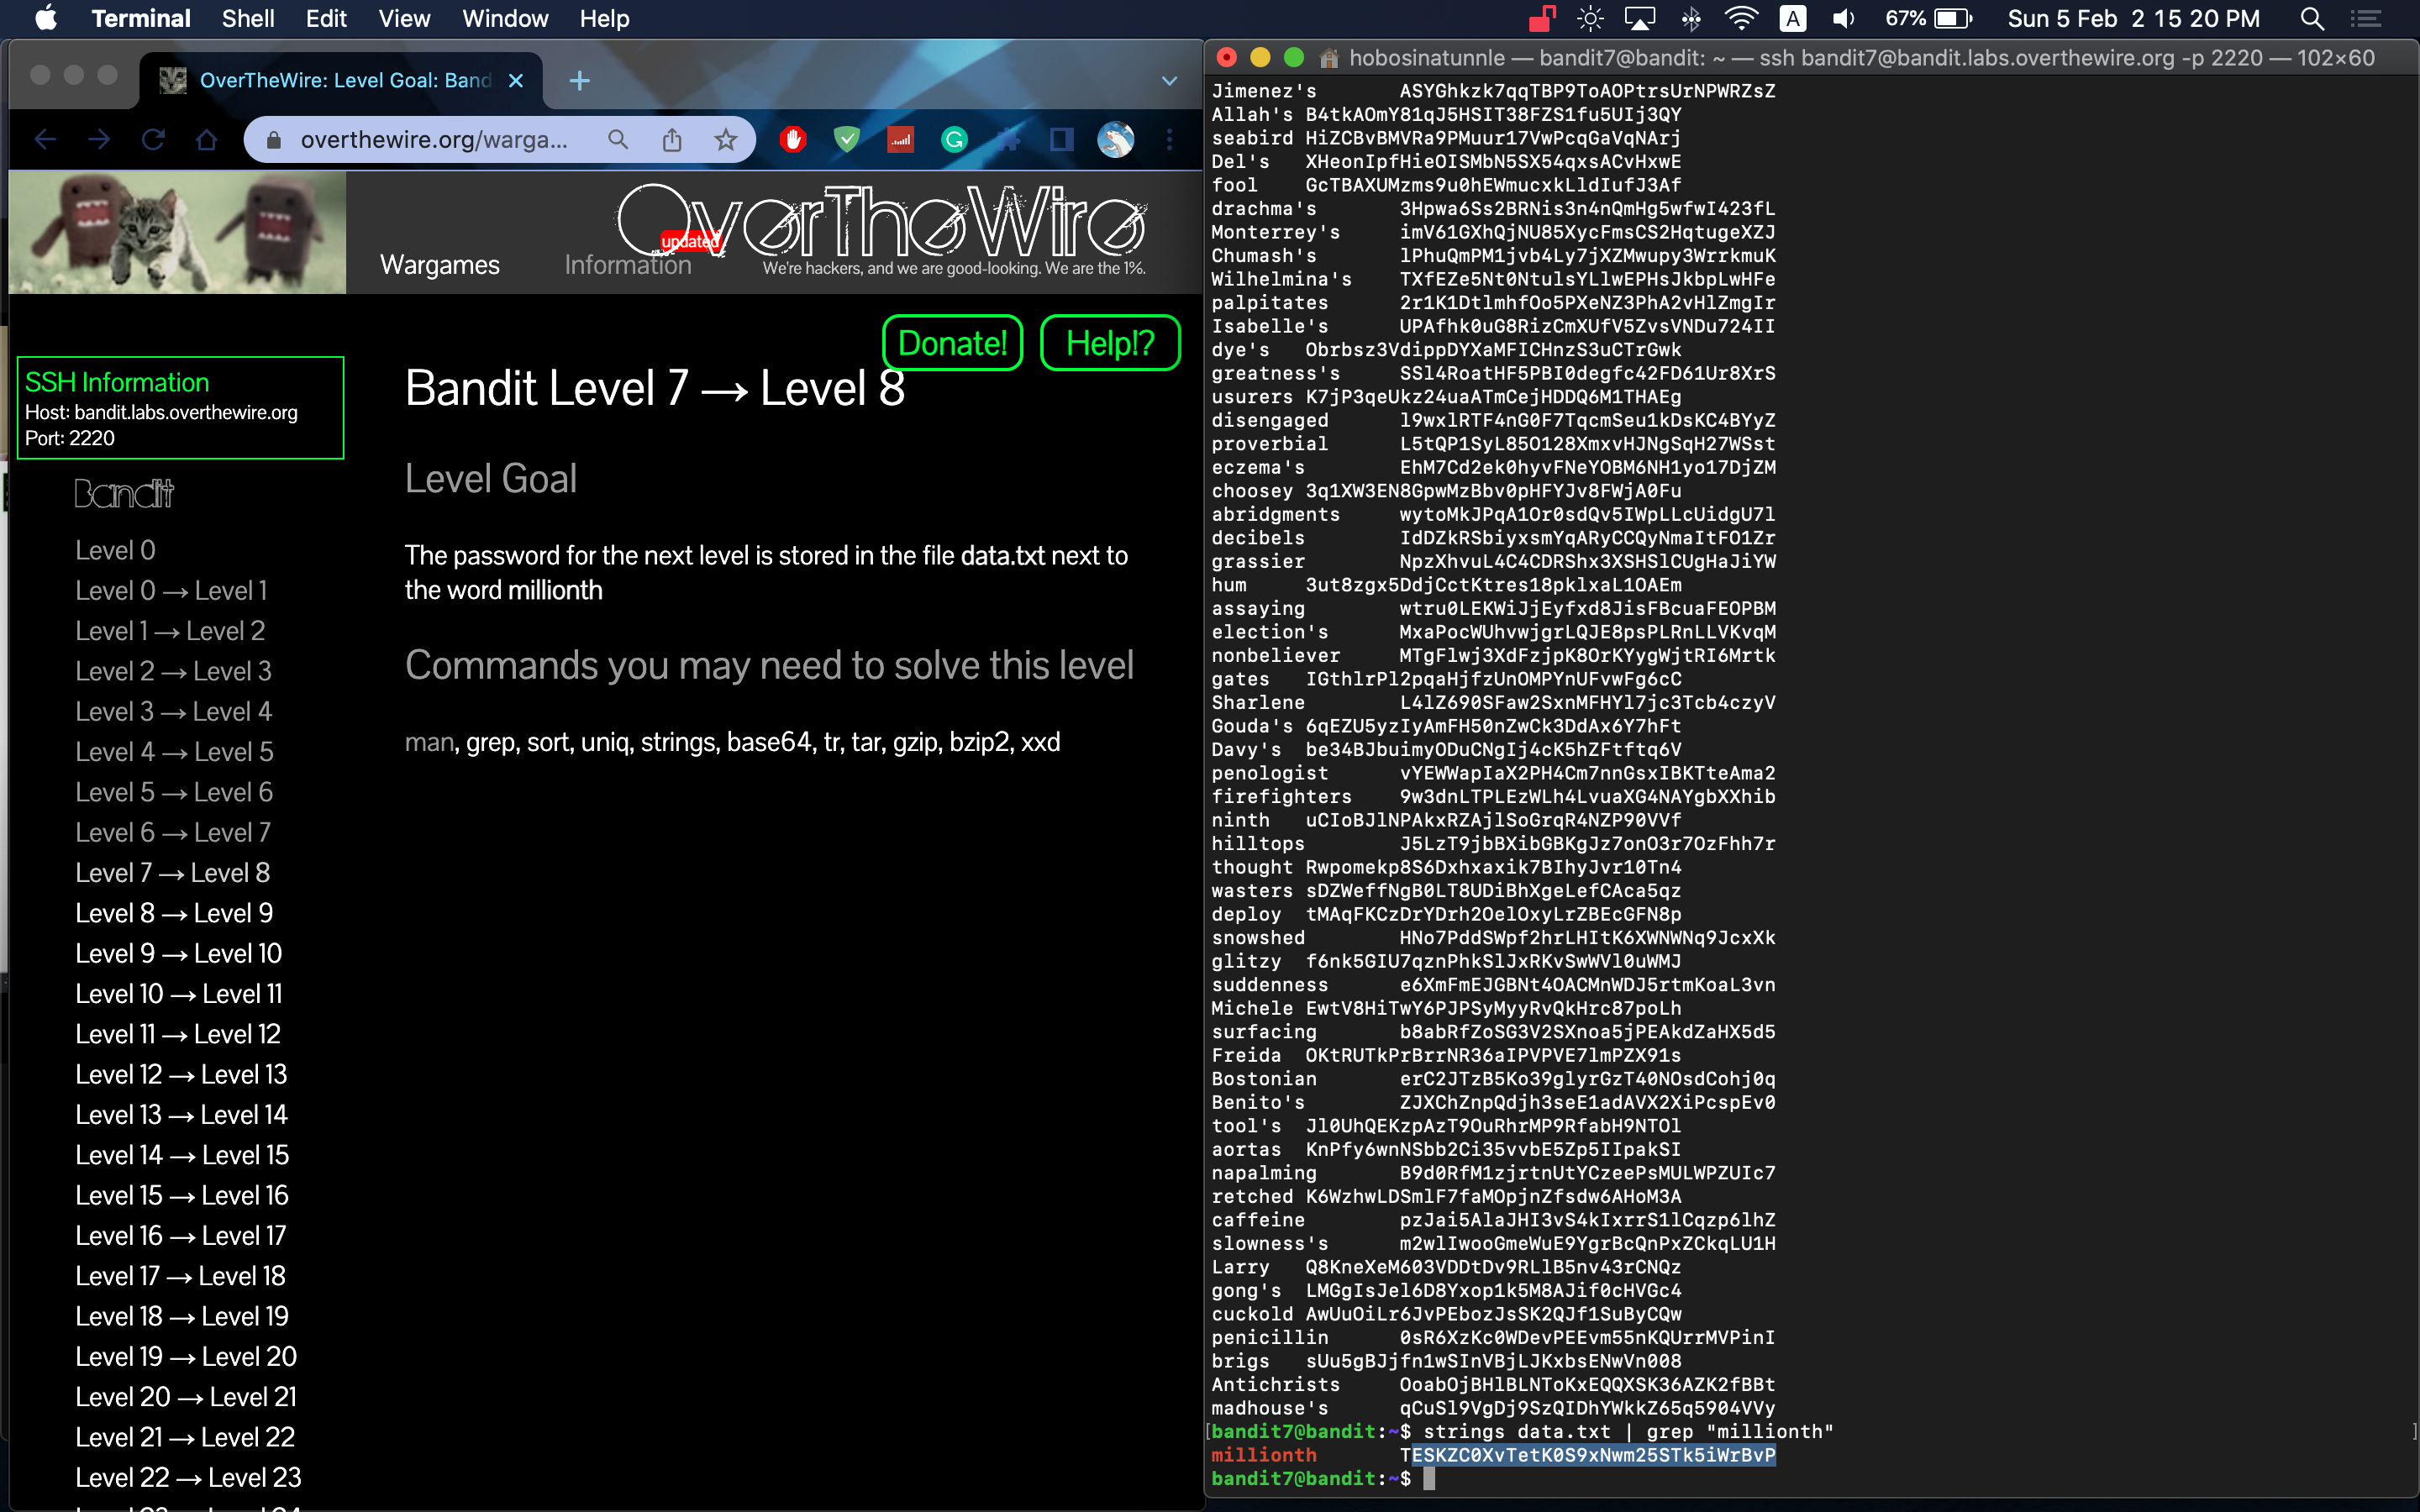 Terminal Shell Edit View Window Help
A 67% Sun 5 Feb 2 15 20 PM
OverTheWire: Level Goal: Band
overthewire.org/warga...
Wargames
Information
updated
OverTheWire
We're hackers, and we are good-looking. We are the 1%.
Donate!
Help!?
SSH Information
Host: bandit.labs.overthewire.org
Port: 2220
Bandit
Level 0
Level 0 → Level 1
Level 1 → Level 2
Level 2 → Level 3
Level 3 → Level 4
Level 4 → Level 5
Level 5 → Level 6
Level 6 → Level 7
Level 7 → Level 8
Level 8 → Level 9
Level 9 → Level 10
Level 10 → Level 11
Level 11 → Level 12
Level 12 → Level 13
Level 13 → Level 14
Level 14 → Level 15
Level 15 → Level 16
Level 16 → Level 17
Level 17 → Level 18
Level 18 → Level 19
Level 19 → Level 20
Level 20 → Level 21
Level 21 → Level 22
Level 22 → Level 23
Bandit Level 7 → Level 8
Level Goal
The password for the next level is stored in the file data.txt next to
the word millionth
Commands you may need to solve this level
man, grep, sort, uniq, strings, base64, tr, tar, gzip, bzip2, xxd
hobosinatunnle — bandit7@bandit: ~ — ssh bandit7@bandit.labs.overthewire.org -p 2220 — 102×60
Jimenez's ASYGhkzk7qqTBP9ToAOPtrsUrNPWRZsZ
Allah's B4tkAOmY81qJ5HSIT38FZS1fu5UIj3QY
seabird HiZCBvBMVRa9PMuur17VwPcqGaVqNArj
Del's XHeonIpfHieOISMbN5SX54qxsACvHxwE
fool GcTBAXUMzms9u0hEWmucxkLldIufJ3Af
drachma's 3Hpwa6Ss2BRNis3n4nQmHg5wfwI423fL
Monterrey's imV61GXhQjNU85XycFmsCS2HqtugeXZJ
Chumash's lPhuQmPM1jvb4Ly7jXZMwupy3WrrkmuK
Wilhelmina's TXfEZe5Nt0NtulsYLlwEPHsJkbpLwHFe
palpitates 2r1K1DtlmhfOo5PXeNZ3PhA2vHlZmgIr
Isabelle's UPAfhk0uG8RizCmXUfV5ZvsVNDu724II
dye's Obrbsz3VdippDYXaMFICHnzS3uCTrGwk
greatness's SSl4RoatHF5PBI0degfc42FD61Ur8XrS
usurers K7jP3qeUkz24uaATmCejHDDQ6M1THAEg
disengaged l9wxlRTF4nG0F7TqcmSeu1kDsKC4BYyZ
proverbial L5tQP1SyL85O128XmxvHJNgSqH27WSst
eczema's EhM7Cd2ek0hyvFNeYOBM6NH1yo17DjZM
choosey 3q1XW3EN8GpwMzBbv0pHFYJv8FWjA0Fu
abridgments wytoMkJPqA1Or0sdQv5IWpLLcUidgU7l
decibels IdDZkRSbiyxsmYqARyCCQyNmaItFO1Zr
grassier NpzXhvuL4C4CDRShx3XSHSlCUgHaJiYW
hum 3ut8zgx5DdjCctKtres18pklxaL1OAEm
assaying wtru0LEKWiJjEyfxd8JisFBcuaFEOPBM
election's MxaPocWUhvwjgrLQJE8psPLRnLLVKvqM
nonbeliever MTgFlwj3XdFzjpK8OrKYygWjtRI6Mrtk
gates IGthlrPl2pqaHjfzUnOMPYnUFvwFg6cC
Sharlene L4lZ690SFaw2SxnMFHYl7jc3Tcb4czyV
Gouda's 6qEZU5yzIyAmFH50nZwCk3DdAx6Y7hFt
Davy's be34BJbuimyODuCNgIj4cK5hZFtftq6V
penologist vYEWWapIaX2PH4Cm7nnGsxIBKTteAma2
firefighters 9w3dnLTPLEzWLh4LvuaXG4NAYgbXXhib
ninth uCIoBJlNPAkxRZAjlSoGrqR4NZP90VVf
hilltops J5LzT9jbBXibGBKgJz7onO3r7OzFhh7r
thought Rwpomekp8S6Dxhxaxik7BIhyJvr10Tn4
wasters sDZWeffNgB0LT8UDiBhXgeLefCAca5qz
deploy tMAqFKCzDrYDrh2OelOxyLrZBEcGFN8p
snowshed HNo7PddSWpf2hrLHItK6XWNWNq9JcxXk
glitzy f6nk5GIU7qznPhkSlJxRKvSwWVl0uWMJ
suddenness e6XmFmEJGBNt4OACMnWDJ5rtmKoaL3vn
Michele EwtV8HiTwY6PJPSyMyyRvQkHrc87poLh
surfacing b8abRfZoSG3V2SXnoa5jPEAkdZaHX5d5
Freida OKtRUTkPrBrrNR36aIPVPVE7lmPZX91s
Bostonian erC2JTzB5Ko39glyrGzT40NOsdCohj0q
Benito's ZJXChZnpQdjh3seE1adAVX2XiPcspEv0
tool's Jl0UhQEKzpAzT9OuRhrMP9RfabH9NTOl
aortas KnPfy6wnNSbb2Ci35vvbE5Zp5IIpakSI
napalming B9d0RfM1zjrtnUtYCzeePsMULWPZUIc7
retched K6WzhwLDSmlF7faMOpjnZfsdw6AHoM3A
caffeine pzJai5AlaJHI3vS4kIxrrS1lCqzp6lhZ
slowness's m2wlIwooGmeWuE9YgrBcQnPxZCkqLU1H
Larry Q8KneXeM603VDDtDv9RLlB5nv43rCNQz
gong's LMGgIsJel6D8Yxop1k5M8AJif0cHVGc4
cuckold AwUuOiLr6JvPEbozJsSK2QJf1SuByCQw
penicillin 0sR6XzKc0WDevPEEvm55nKQUrrMVPinI
brigs sUu5gBJjfn1wSInVBjLJKxbsENwVn008
Antichrists OoabOjBHlBLNToKxEQQXSK36AZK2fBBt
madhouse's qCuSl9VgDj9SzQIDhYWkkZ65q5904VVy
[bandit7@bandit:~$ strings data.txt | grep "millionth" ]
millionth TESKZC0XvTetK0S9xNwm25STk5iWrBvP
bandit7@bandit:~$